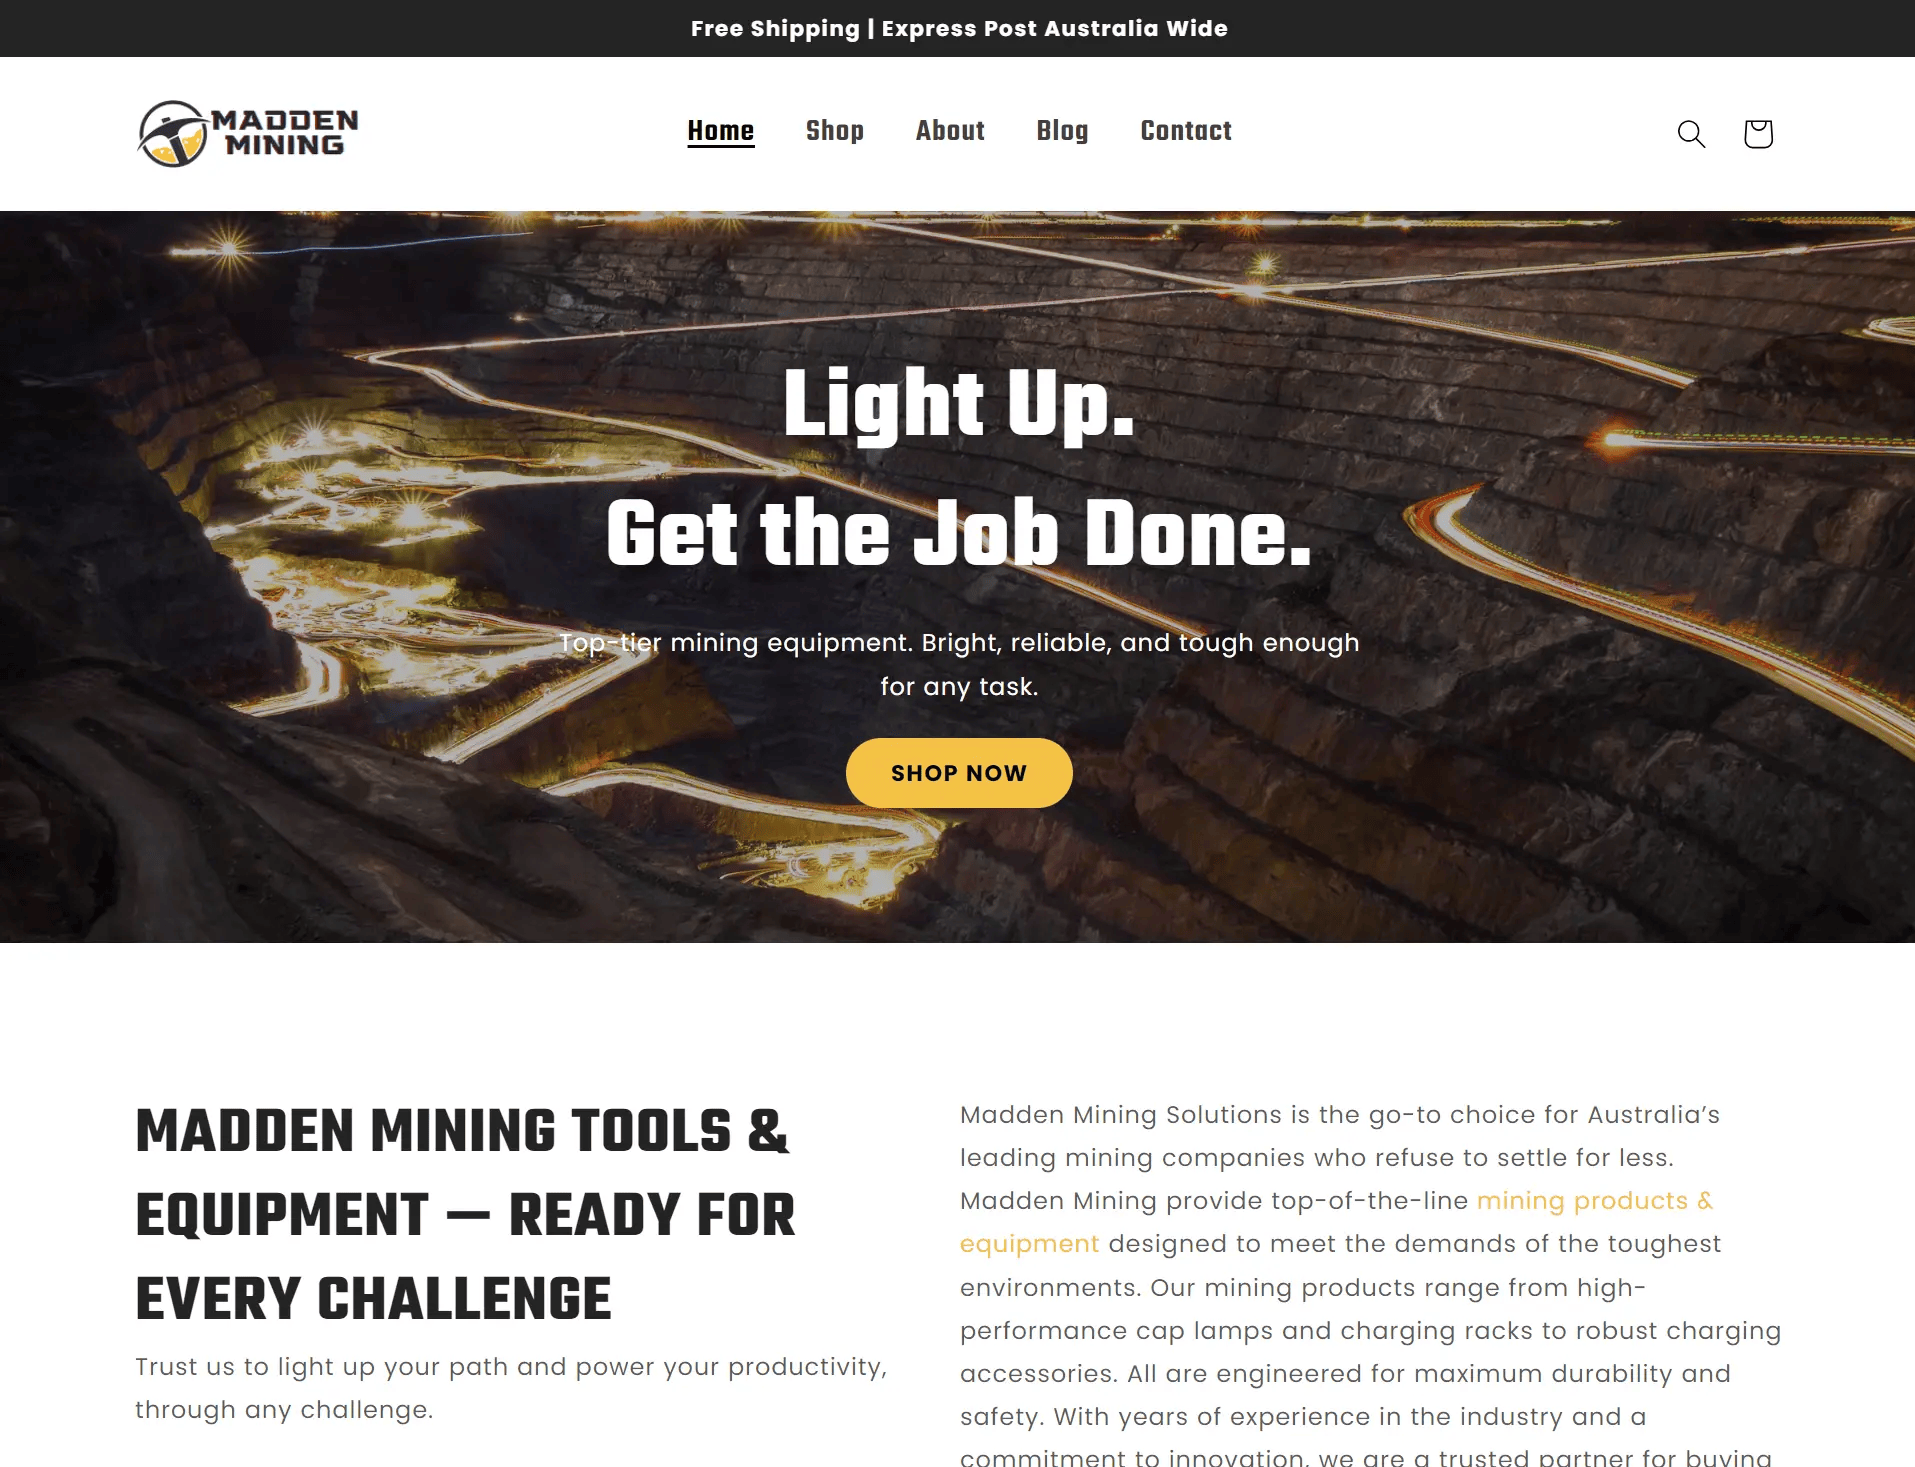 Free Shipping | Express Post Australia Wide
MADDEN
MINING
Home Shop About Blog Contact
Light Up.
Get the Job Done.
Top-tier mining equipment. Bright, reliable, and tough enough
for any task.
SHOP NOW
MADDEN MINING TOOLS &
EQUIPMENT — READY FOR
EVERY CHALLENGE
Trust us to light up your path and power your productivity,
through any challenge.
Madden Mining Solutions is the go-to choice for Australia’s
leading mining companies who refuse to settle for less.
Madden Mining provide top-of-the-line mining products &
equipment designed to meet the demands of the toughest
environments. Our mining products range from high-
performance cap lamps and charging racks to robust charging
accessories. All are engineered for maximum durability and
safety. With years of experience in the industry and a
commitment to innovation, we are a trusted partner for buying